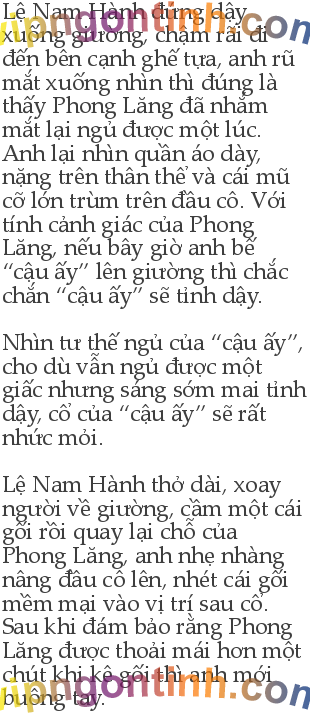 Lệ Nam Hành đứng dậy
xuống giường, chậm rãi đi
đến bên cạnh ghế tựa, anh rũ
mắt xuống nhìn thì đúng là
thấy Phong Lăng đã nhắm
mắt lại ngủ được một lúc.
Anh lại nhìn quần áo dày,
nặng trên thân thể và cái mũ
cỡ lớn trùm trên đầu cô. Với
tính cảnh giác của Phong
Lăng, nếu bây giờ anh bế
“cậu ấy” lên giường thì chắc
chắn “cậu ấy” sẽ tỉnh dậy.
Nhìn tư thế ngủ của “cậu ấy”,
cho dù vẫn ngủ được một
giấc nhưng sáng sớm mai tỉnh
dậy, cổ của “cậu ấy” sẽ rất
nhức mỏi.
Lệ Nam Hành thở dài, xoay
người về giường, cầm một cái
gối rồi quay lại chỗ của
Phong Lăng, anh nhẹ nhàng
nâng đầu cô lên, nhét cái gối
mềm mại vào vị trí sau cổ.
Sau khi đảm bảo rằng Phong
Lăng được thoải mái hơn một
chút khi kê gối thì anh mới
buông tay.
vipngontinh.com
vipngontinh.com